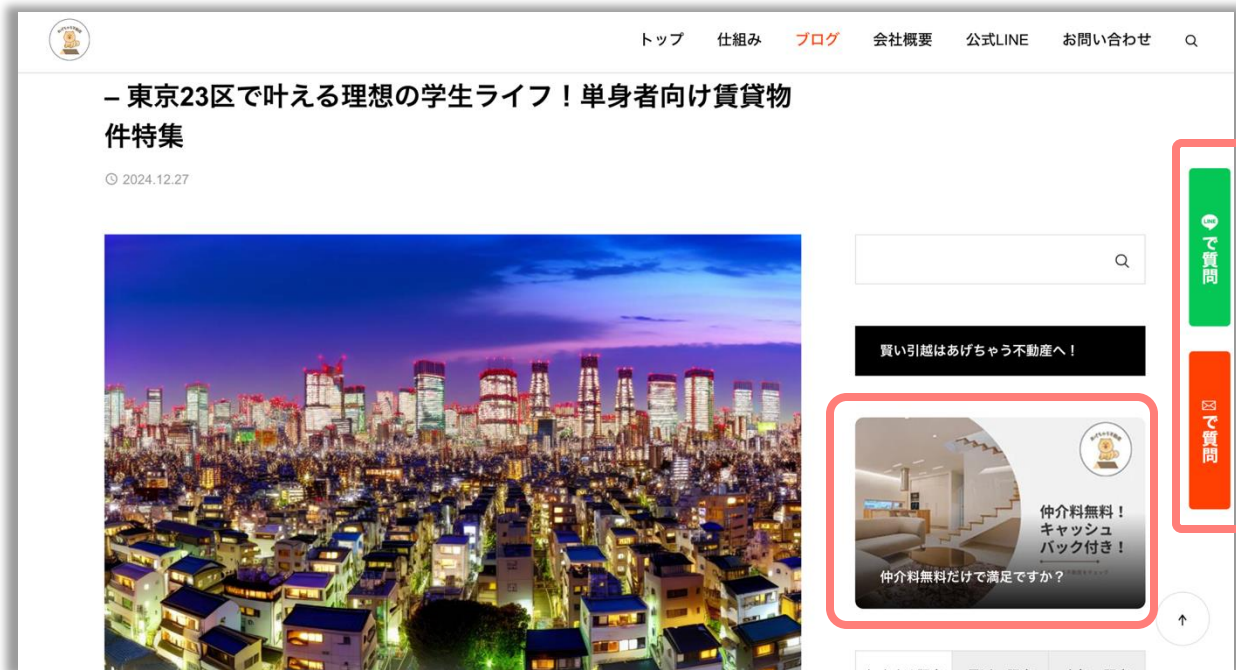 トップ 仕組み ブログ 会社概要 公式LINE お問い合わせ
– 東京23区で叶える理想の学生ライフ！単身者向け賃貸物
件特集
2024.12.27
賢い引越はあげちゃう不動産へ！
仲介料無料！
キャッシュ
バック付き！
仲介料無料だけで満足ですか？
LINE で質問
で質問